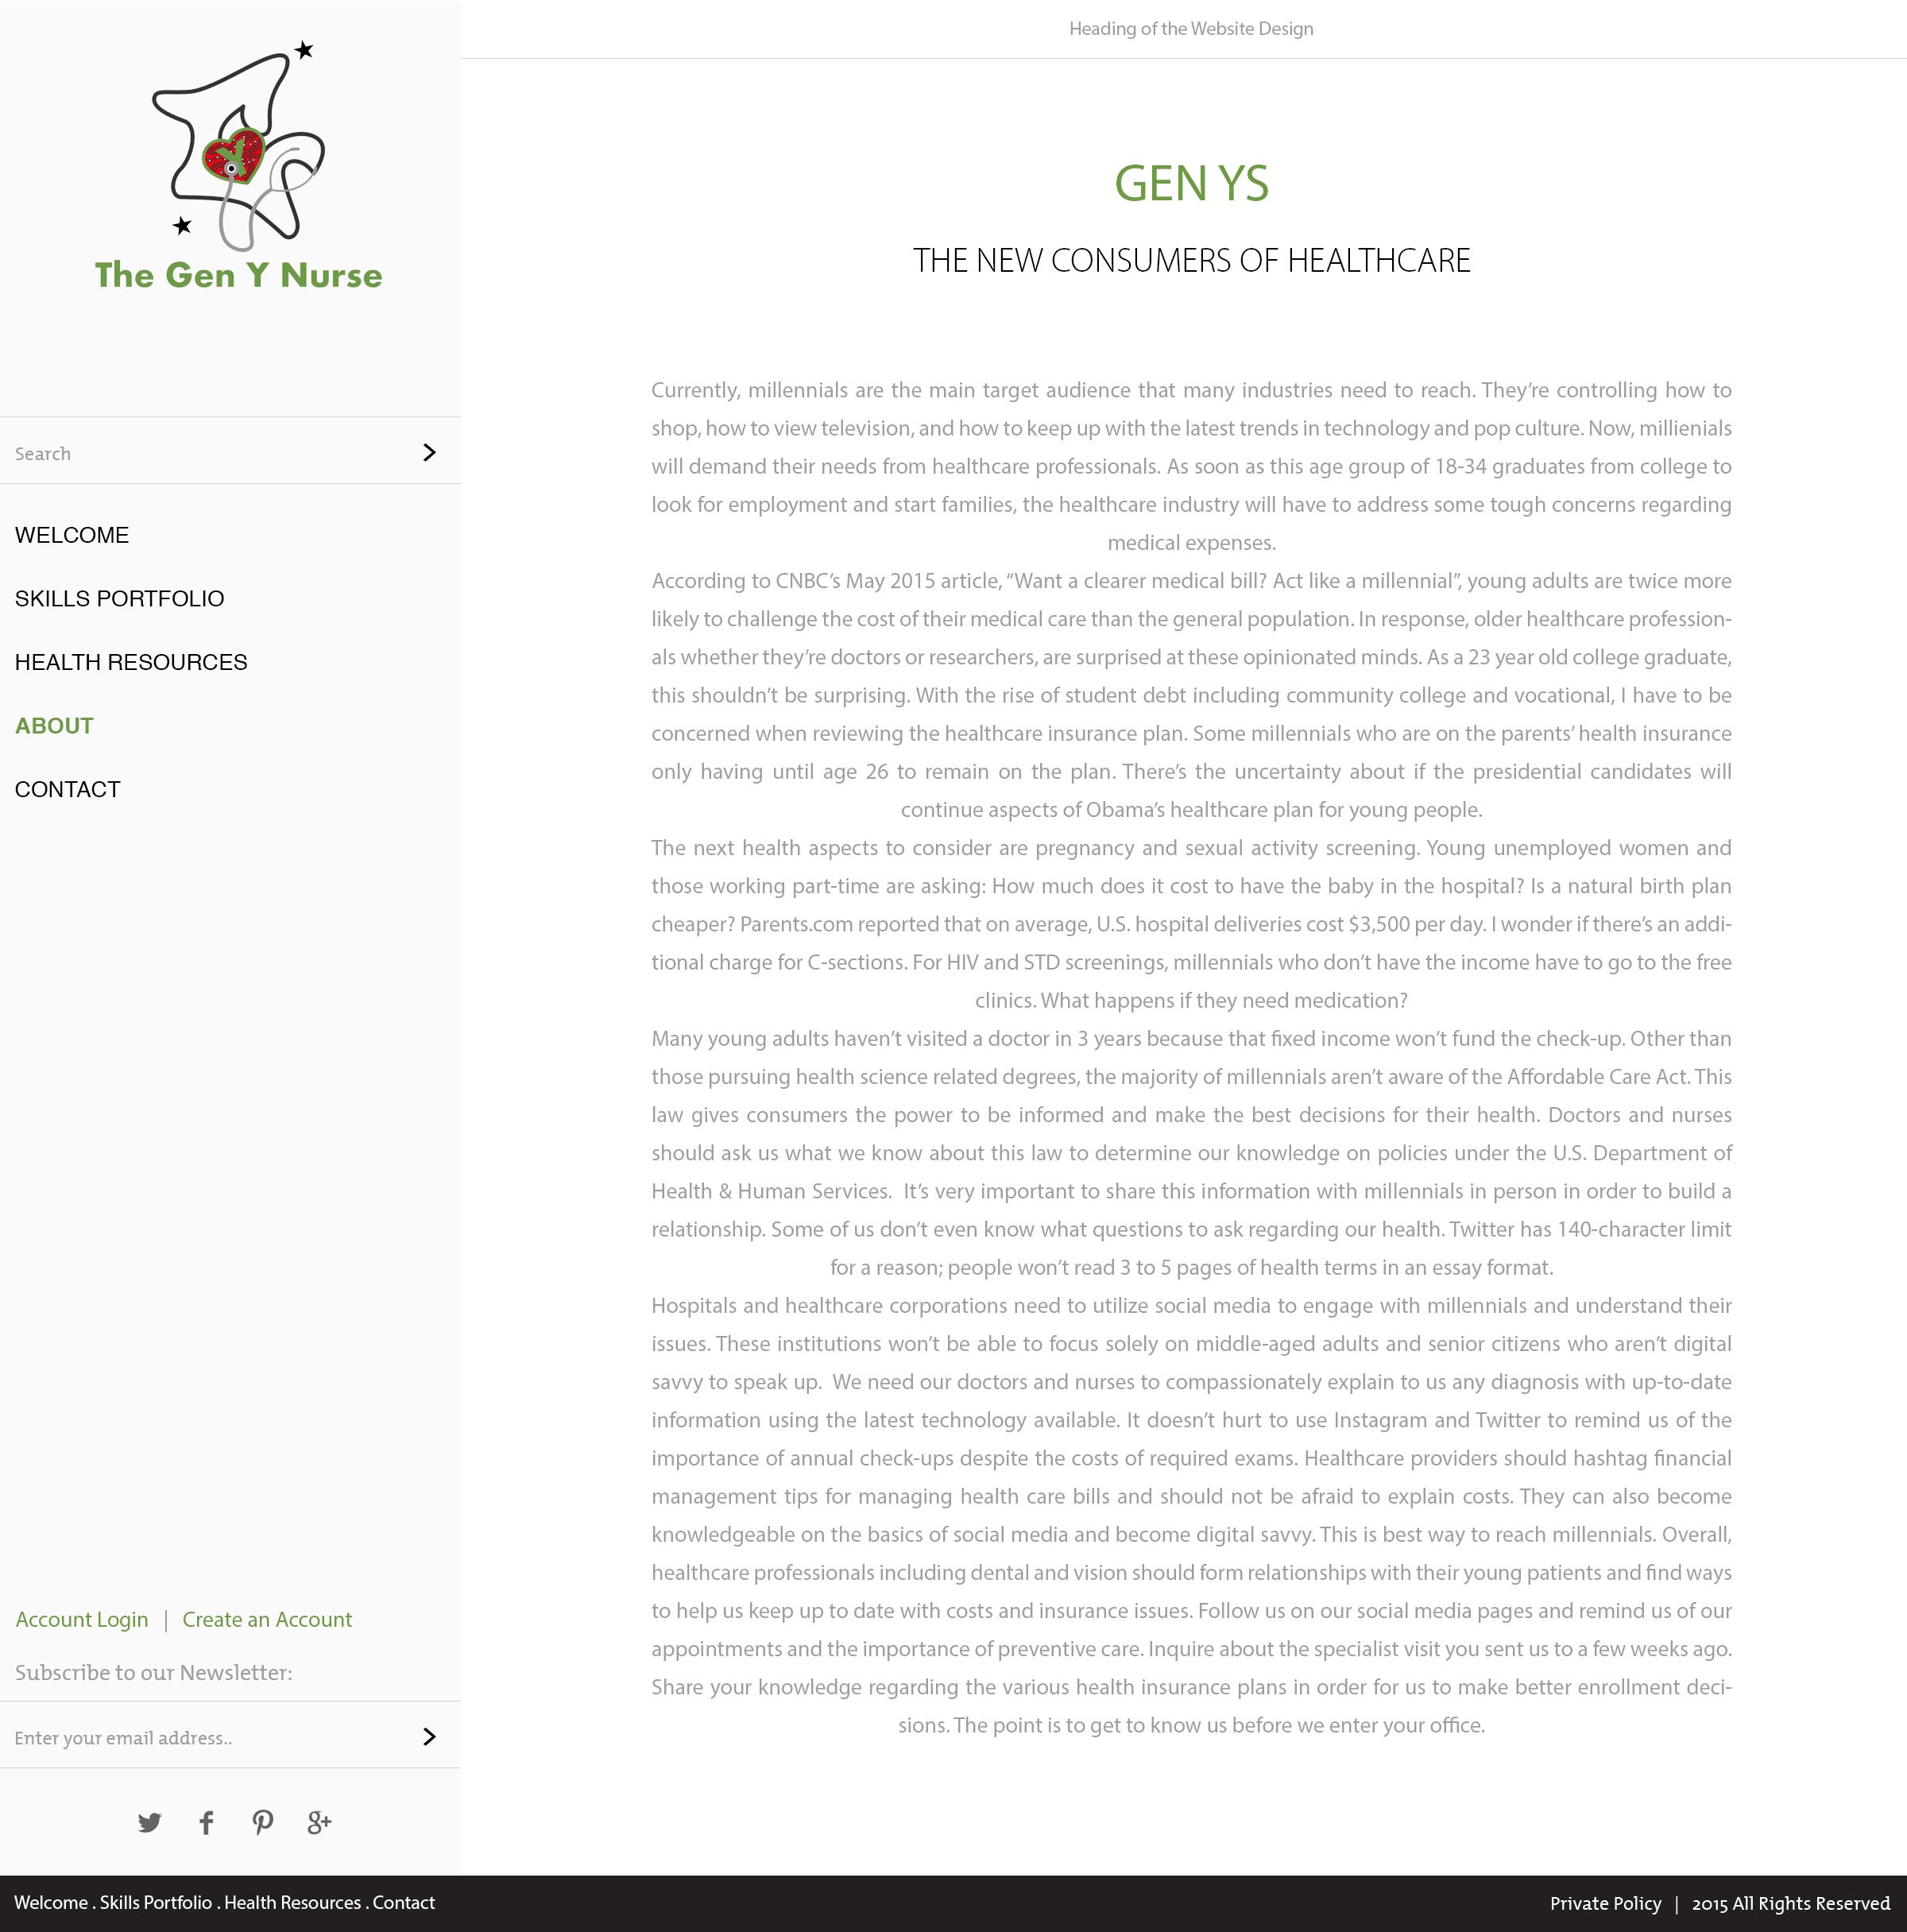 The Gen Y Nurse
Search
WELCOME
SKILLS PORTFOLIO
HEALTH RESOURCES
ABOUT
CONTACT
Account Login | Create an Account
Subscribe to our Newsletter:
Enter your email address..
Heading of the Website Design
GEN YS
THE NEW CONSUMERS OF HEALTHCARE
Currently, millennials are the main target audience that many industries need to reach. They’re controlling how to
shop, how to view television, and how to keep up with the latest trends in technology and pop culture. Now, millienials
will demand their needs from healthcare professionals. As soon as this age group of 18-34 graduates from college to
look for employment and start families, the healthcare industry will have to address some tough concerns regarding
medical expenses.
According to CNBC’s May 2015 article, “Want a clearer medical bill? Act like a millennial”, young adults are twice more
likely to challenge the cost of their medical care than the general population. In response, older healthcare profession-
als whether they’re doctors or researchers, are surprised at these opinionated minds. As a 23 year old college graduate,
this shouldn’t be surprising. With the rise of student debt including community college and vocational, I have to be
concerned when reviewing the healthcare insurance plan. Some millennials who are on the parents’ health insurance
only having until age 26 to remain on the plan. There’s the uncertainty about if the presidential candidates will
continue aspects of Obama’s healthcare plan for young people.
The next health aspects to consider are pregnancy and sexual activity screening. Young unemployed women and
those working part-time are asking: How much does it cost to have the baby in the hospital? Is a natural birth plan
cheaper? Parents.com reported that on average, U.S. hospital deliveries cost $3,500 per day. I wonder if there’s an addi-
tional charge for C-sections. For HIV and STD screenings, millennials who don’t have the income have to go to the free
clinics. What happens if they need medication?
Many young adults haven’t visited a doctor in 3 years because that fixed income won’t fund the check-up. Other than
those pursuing health science related degrees, the majority of millennials aren’t aware of the Affordable Care Act. This
law gives consumers the power to be informed and make the best decisions for their health. Doctors and nurses
should ask us what we know about this law to determine our knowledge on policies under the U.S. Department of
Health & Human Services.  It’s very important to share this information with millennials in person in order to build a
relationship. Some of us don’t even know what questions to ask regarding our health. Twitter has 140-character limit
for a reason; people won’t read 3 to 5 pages of health terms in an essay format.
Hospitals and healthcare corporations need to utilize social media to engage with millennials and understand their
issues. These institutions won’t be able to focus solely on middle-aged adults and senior citizens who aren’t digital
savvy to speak up.  We need our doctors and nurses to compassionately explain to us any diagnosis with up-to-date
information using the latest technology available. It doesn’t hurt to use Instagram and Twitter to remind us of the
importance of annual check-ups despite the costs of required exams. Healthcare providers should hashtag financial
management tips for managing health care bills and should not be afraid to explain costs. They can also become
knowledgeable on the basics of social media and become digital savvy. This is best way to reach millennials. Overall,
healthcare professionals including dental and vision should form relationships with their young patients and find ways
to help us keep up to date with costs and insurance issues. Follow us on our social media pages and remind us of our
appointments and the importance of preventive care. Inquire about the specialist visit you sent us to a few weeks ago.
Share your knowledge regarding the various health insurance plans in order for us to make better enrollment deci-
sions. The point is to get to know us before we enter your office.
Welcome . Skills Portfolio . Health Resources . Contact
Private Policy | 2015 All Rights Reserved